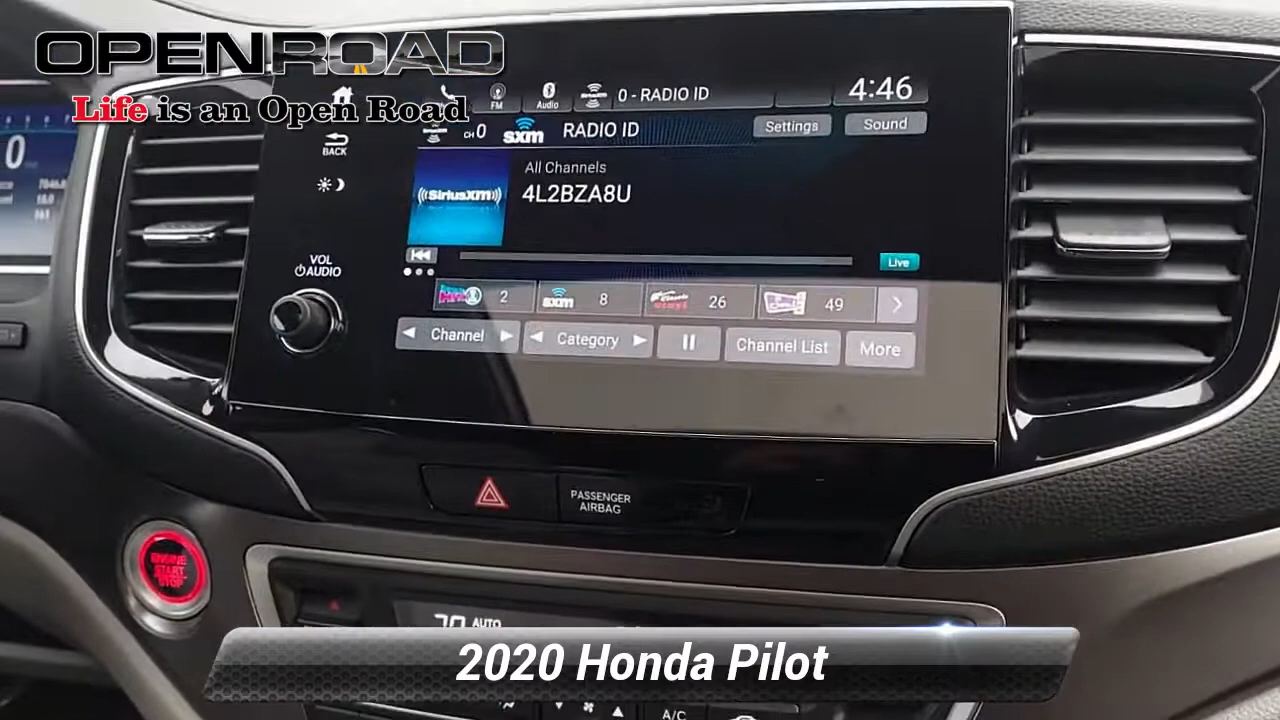 OPENROAD
Life is an Open Road
FM
Audio
0 - RADIO ID
4:46
BACK
CH 0
sxm
RADIO ID
Settings
Sound
((SiriusXM))
All Channels
4L2BZA8U
VOL
AUDIO
Live
2
sxm
8
26
49
Channel
Category
Channel List
More
0
PASSENGER
AIRBAG
ENGINE
START
STOP
70 AUTO
2020 Honda Pilot
A/C